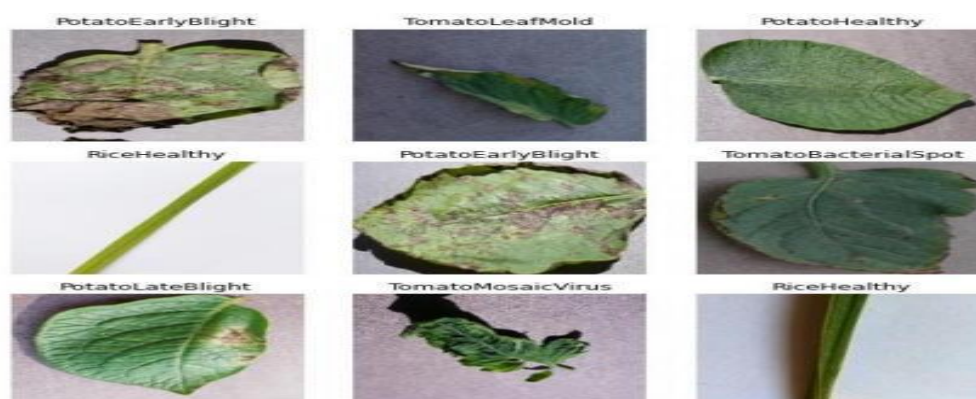 PotatoEarlyBlight TomatoLeafMold PotatoHealthy
RiceHealthy PotatoEarlyBlight TomatoBacterialSpot
PotatoLateBlight TomatoMosaicVirus RiceHealthy